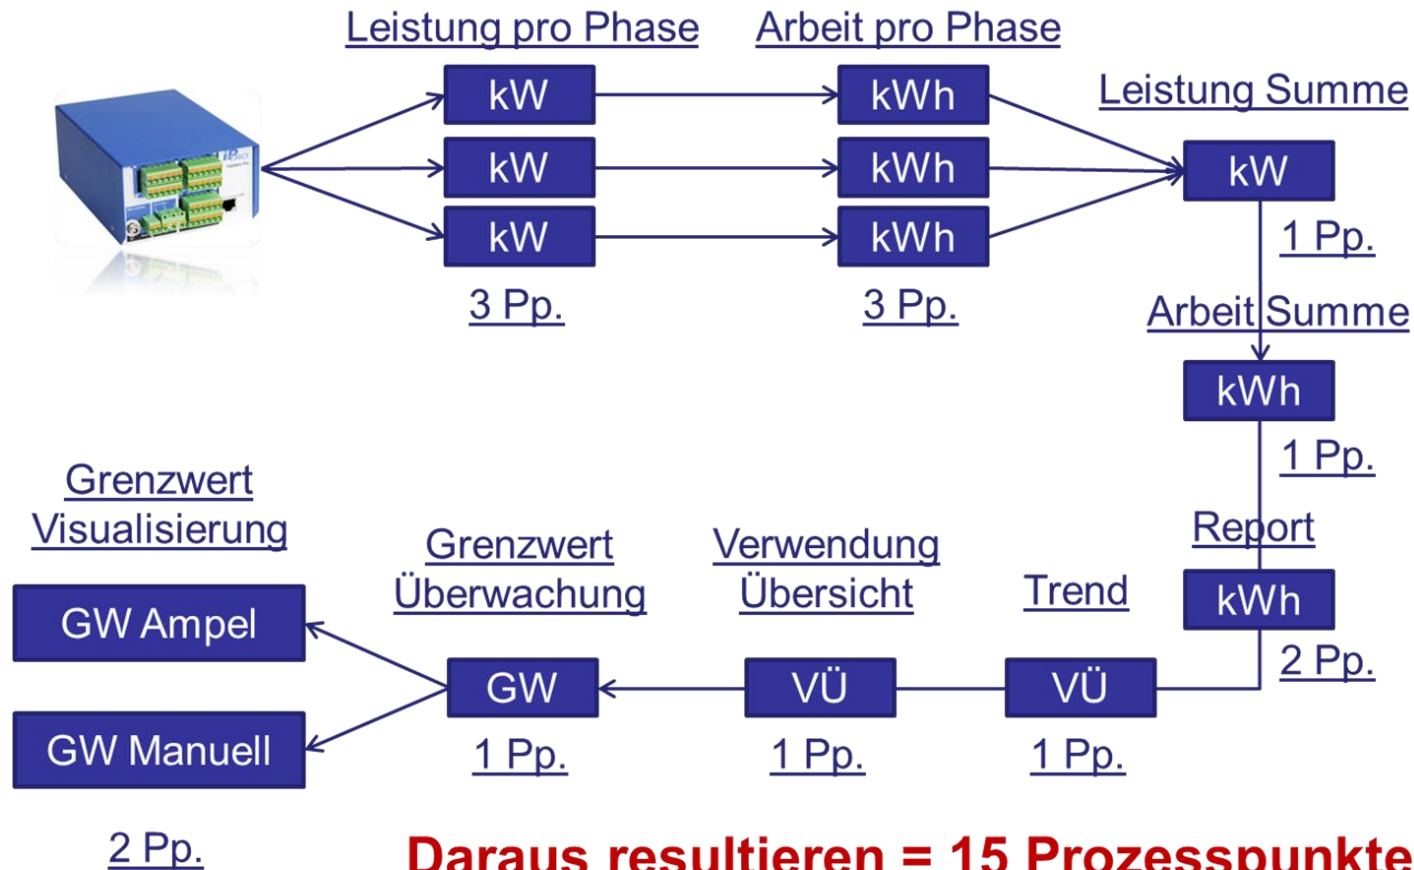 Leistung pro Phase
Arbeit pro Phase
Leistung Summe
kW
kWh
kW
kWh
kW
kW
kWh
1 Pp.
3 Pp.
3 Pp.
Arbeit Summe
kWh
1 Pp.
Grenzwert
Visualisierung
Report
Grenzwert
Überwachung
Verwendung
Übersicht
Trend
kWh
2 Pp.
GW Ampel
GW
VÜ
VÜ
GW Manuell
1 Pp.
1 Pp.
1 Pp.
2 Pp.
Daraus resultieren = 15 Prozesspunkte